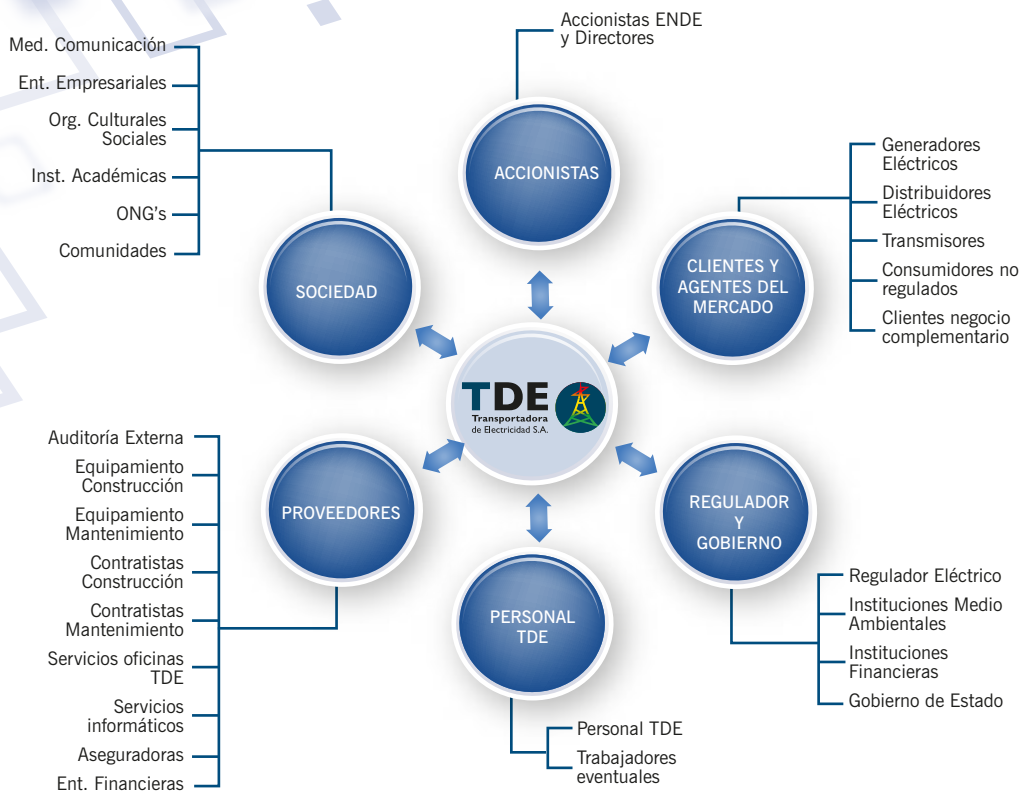 Accionistas ENDE
y Directores
ACCIONISTAS
Med. Comunicación
Ent. Empresariales
Org. Culturales
Sociales
Inst. Académicas
ONG's
Comunidades
SOCIEDAD
Generadores
Eléctricos
Distribuidores
Eléctricos
Transmisores
Consumidores no
regulados
Clientes negocio
complementario
CLIENTES Y
AGENTES DEL
MERCADO
TDE
Transportadora
de Electricidad S.A.
Auditoría Externa
Equipamiento
Construcción
Equipamiento
Mantenimiento
Contratistas
Construcción
Contratistas
Mantenimiento
Servicios oficinas
TDE
Servicios
informáticos
Aseguradoras
Ent. Financieras
PROVEEDORES
PERSONAL
TDE
Personal TDE
Trabajadores
eventuales
REGULADOR
Y
GOBIERNO
Regulador Eléctrico
Instituciones Medio
Ambientales
Instituciones
Financieras
Gobierno de Estado